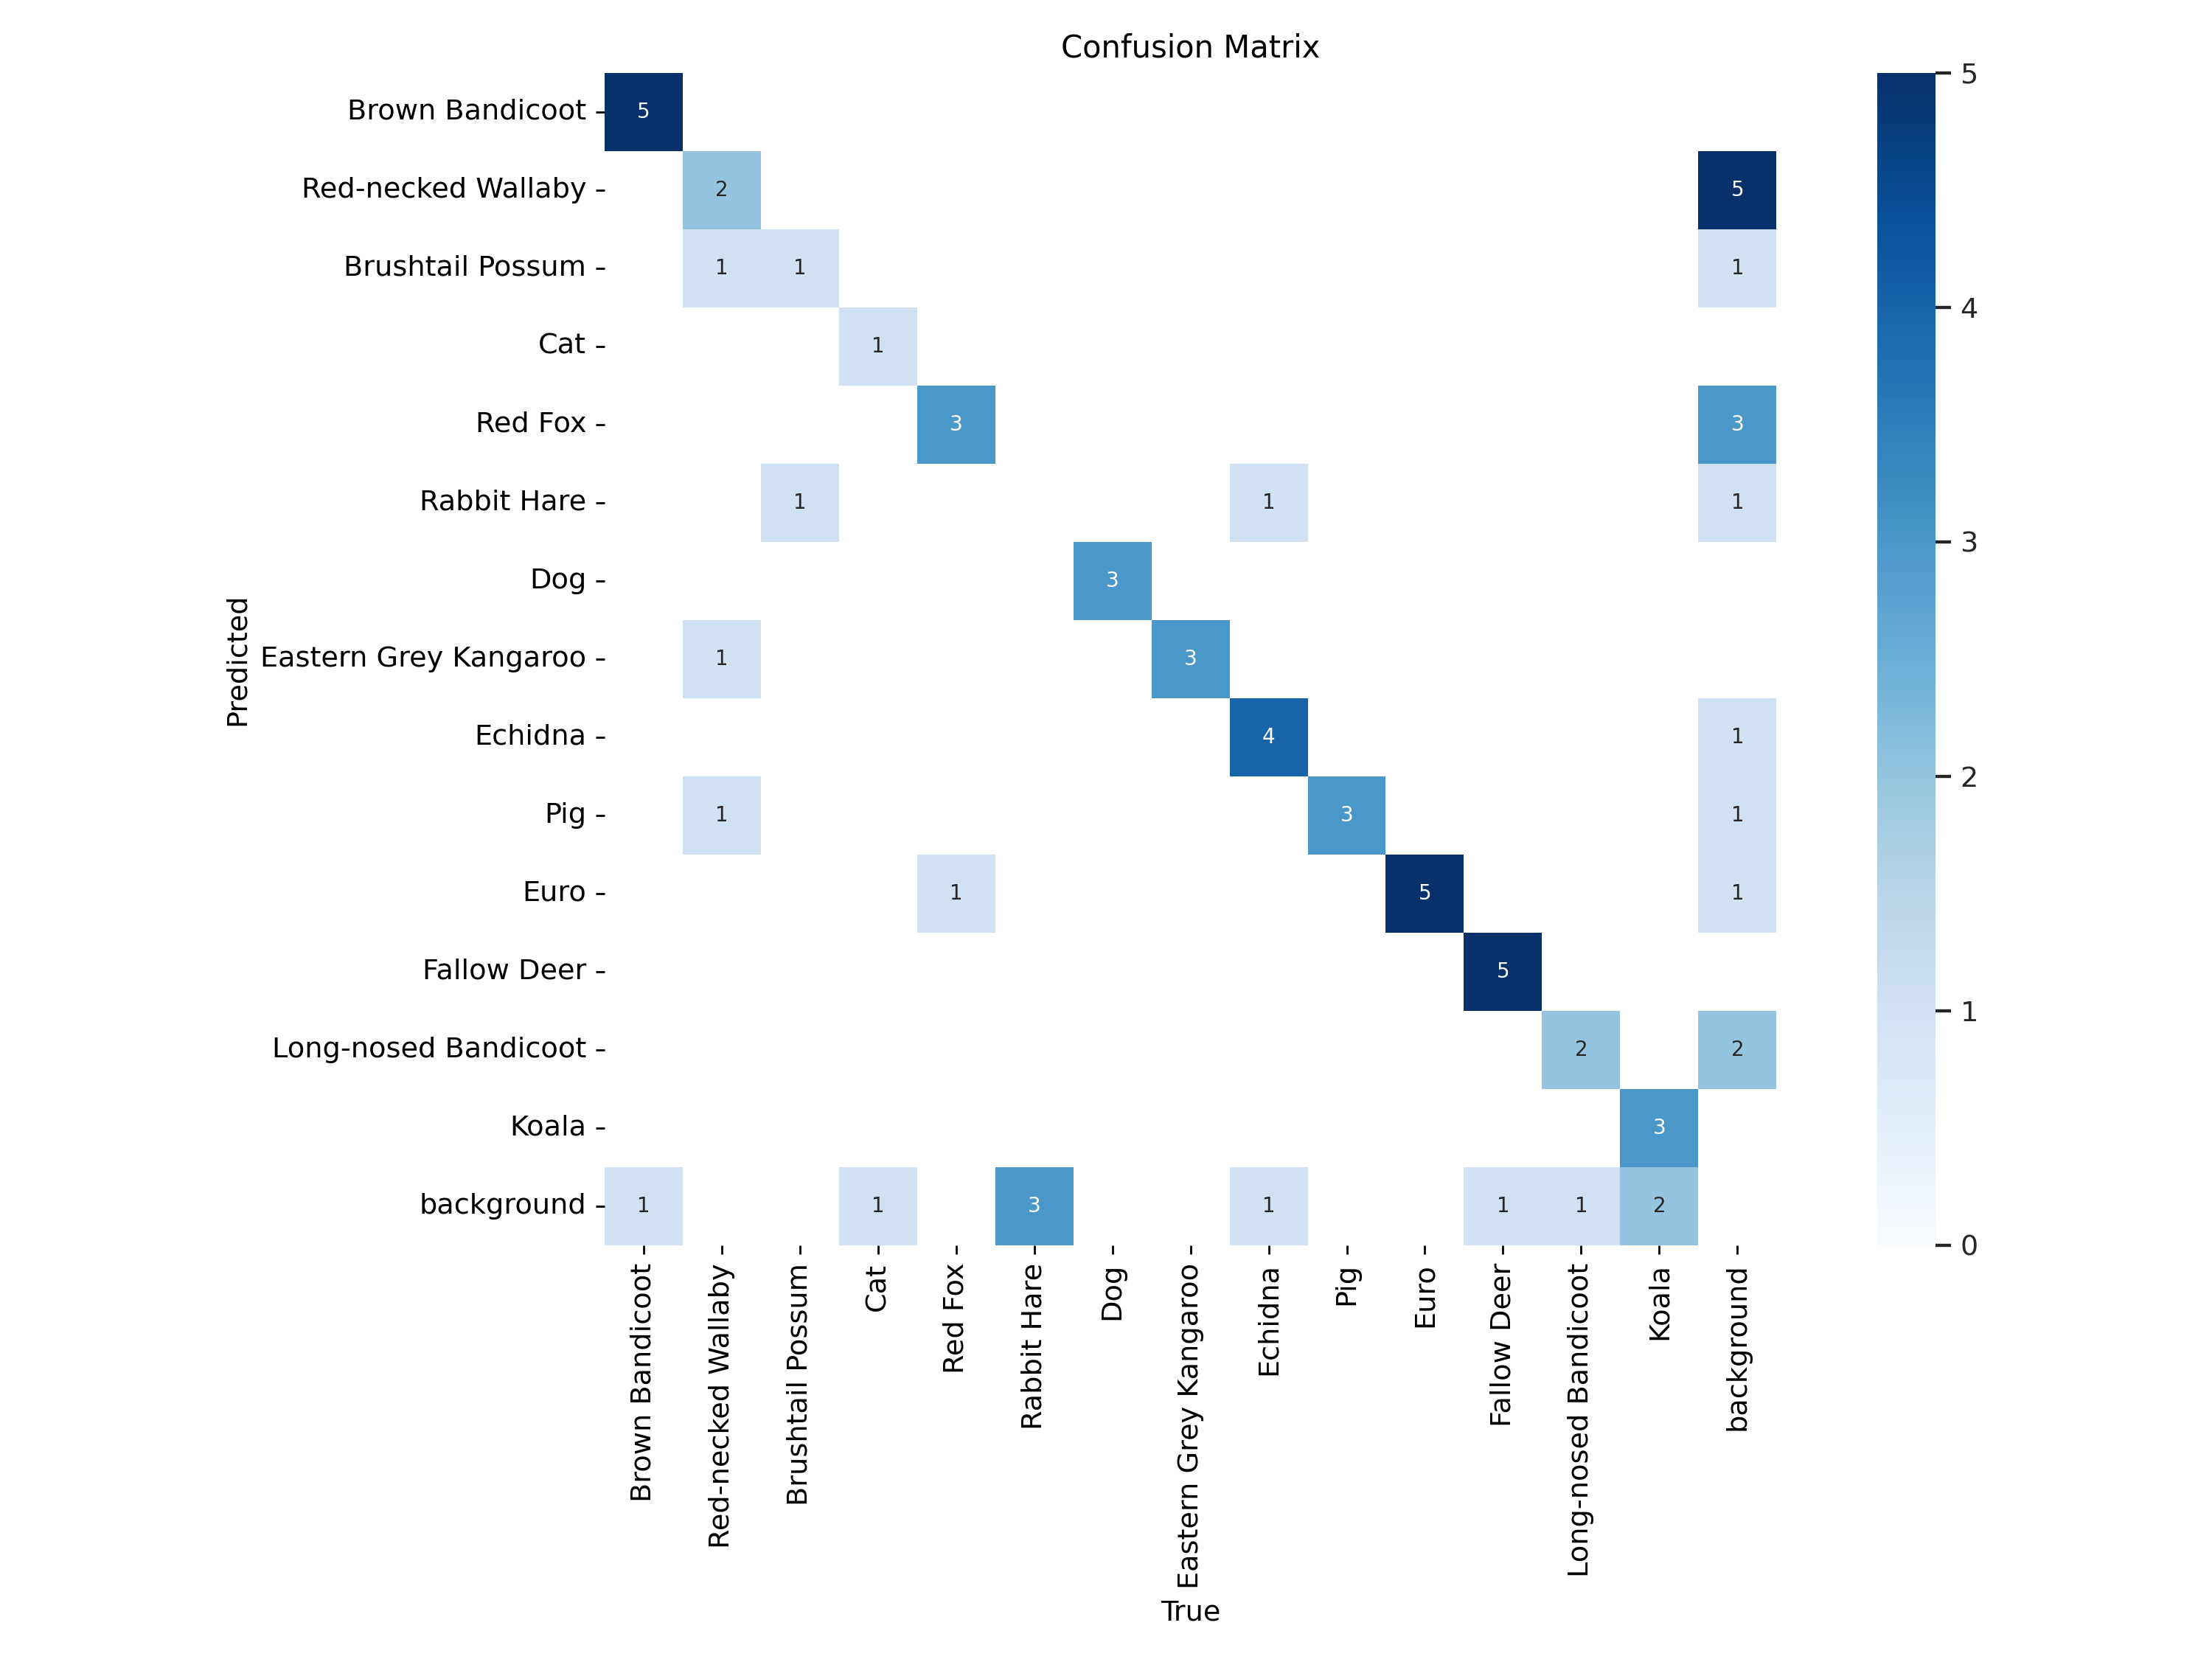 Confusion Matrix
Brown Bandicoot 5
Red-necked Wallaby 2 5
Brushtail Possum 1 1 1
Cat 1
Red Fox 3 3
Rabbit Hare 1 1 1
Dog 3
Eastern Grey Kangaroo 1 3
Echidna 4 1
Pig 1 3 1
Euro 1 5 1
Fallow Deer 5
Long-nosed Bandicoot 2 2
Koala 3
background 1 1 3 1 1 1 2
Predicted
Brown Bandicoot
Red-necked Wallaby
Brushtail Possum
Cat
Red Fox
Rabbit Hare
Dog
Eastern Grey Kangaroo
Echidna
Pig
Euro
Fallow Deer
Long-nosed Bandicoot
Koala
background
True
5
4
3
2
1
0